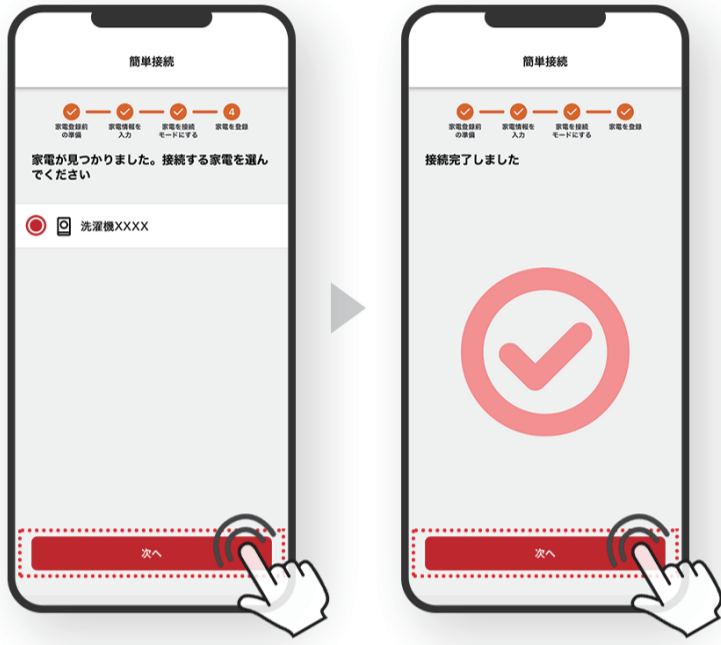 簡単接続
4
家電登録前
の準備
家電情報を
入力
家電を接続
モードにする
家電を登録
家電が見つかりました。接続する家電を選ん
でください
洗濯機XXXX
次へ
簡単接続
家電登録前
の準備
家電情報を
入力
家電を接続
モードにする
家電を登録
接続完了しました
次へ